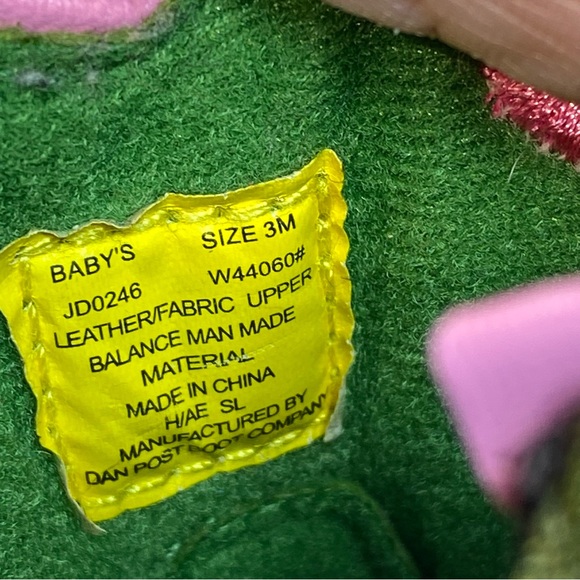 BABY'S SIZE 3M
JD0246 W44060#
LEATHER/FABRIC UPPER
BALANCE MAN MADE
MATERIAL
MADE IN CHINA
H/AE SL
MANUFACTURED BY
DAN POST BOOT COMPANY